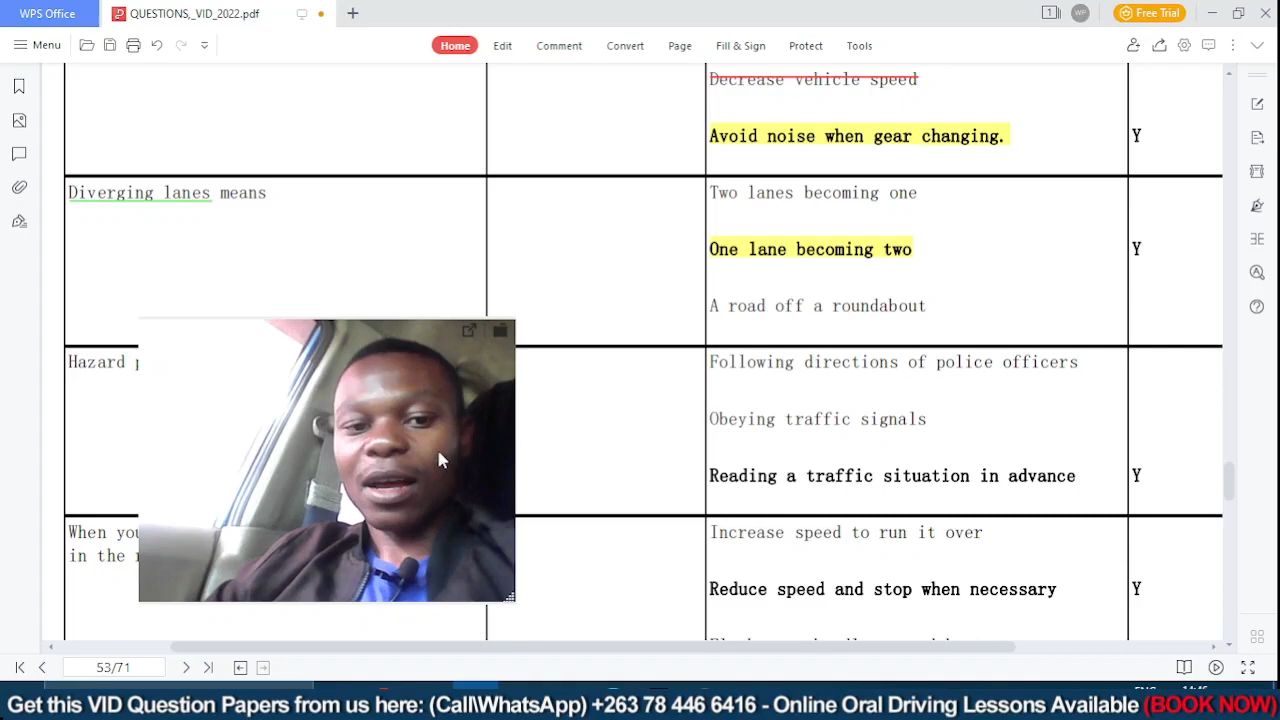 WPS Office
QUESTIONS,_VID_2022.pdf
WP
Free Trial
Menu
Home
Edit
Comment
Convert
Page
Fill & Sign
Protect
Tools
Decrease vehicle speed
Avoid noise when gear changing.
Y
Diverging lanes means
Two lanes becoming one
One lane becoming two
Y
A road off a roundabout
Hazard
Following directions of police officers
Obeying traffic signals
Reading a traffic situation in advance
Y
When
in the
Increase speed to run it over
Reduce speed and stop when necessary
Y
53/71
Get this VID Question Papers from us here: (Call\WhatsApp) +263 78 446 6416 - Online Oral Driving Lessons Available (BOOK NOW)